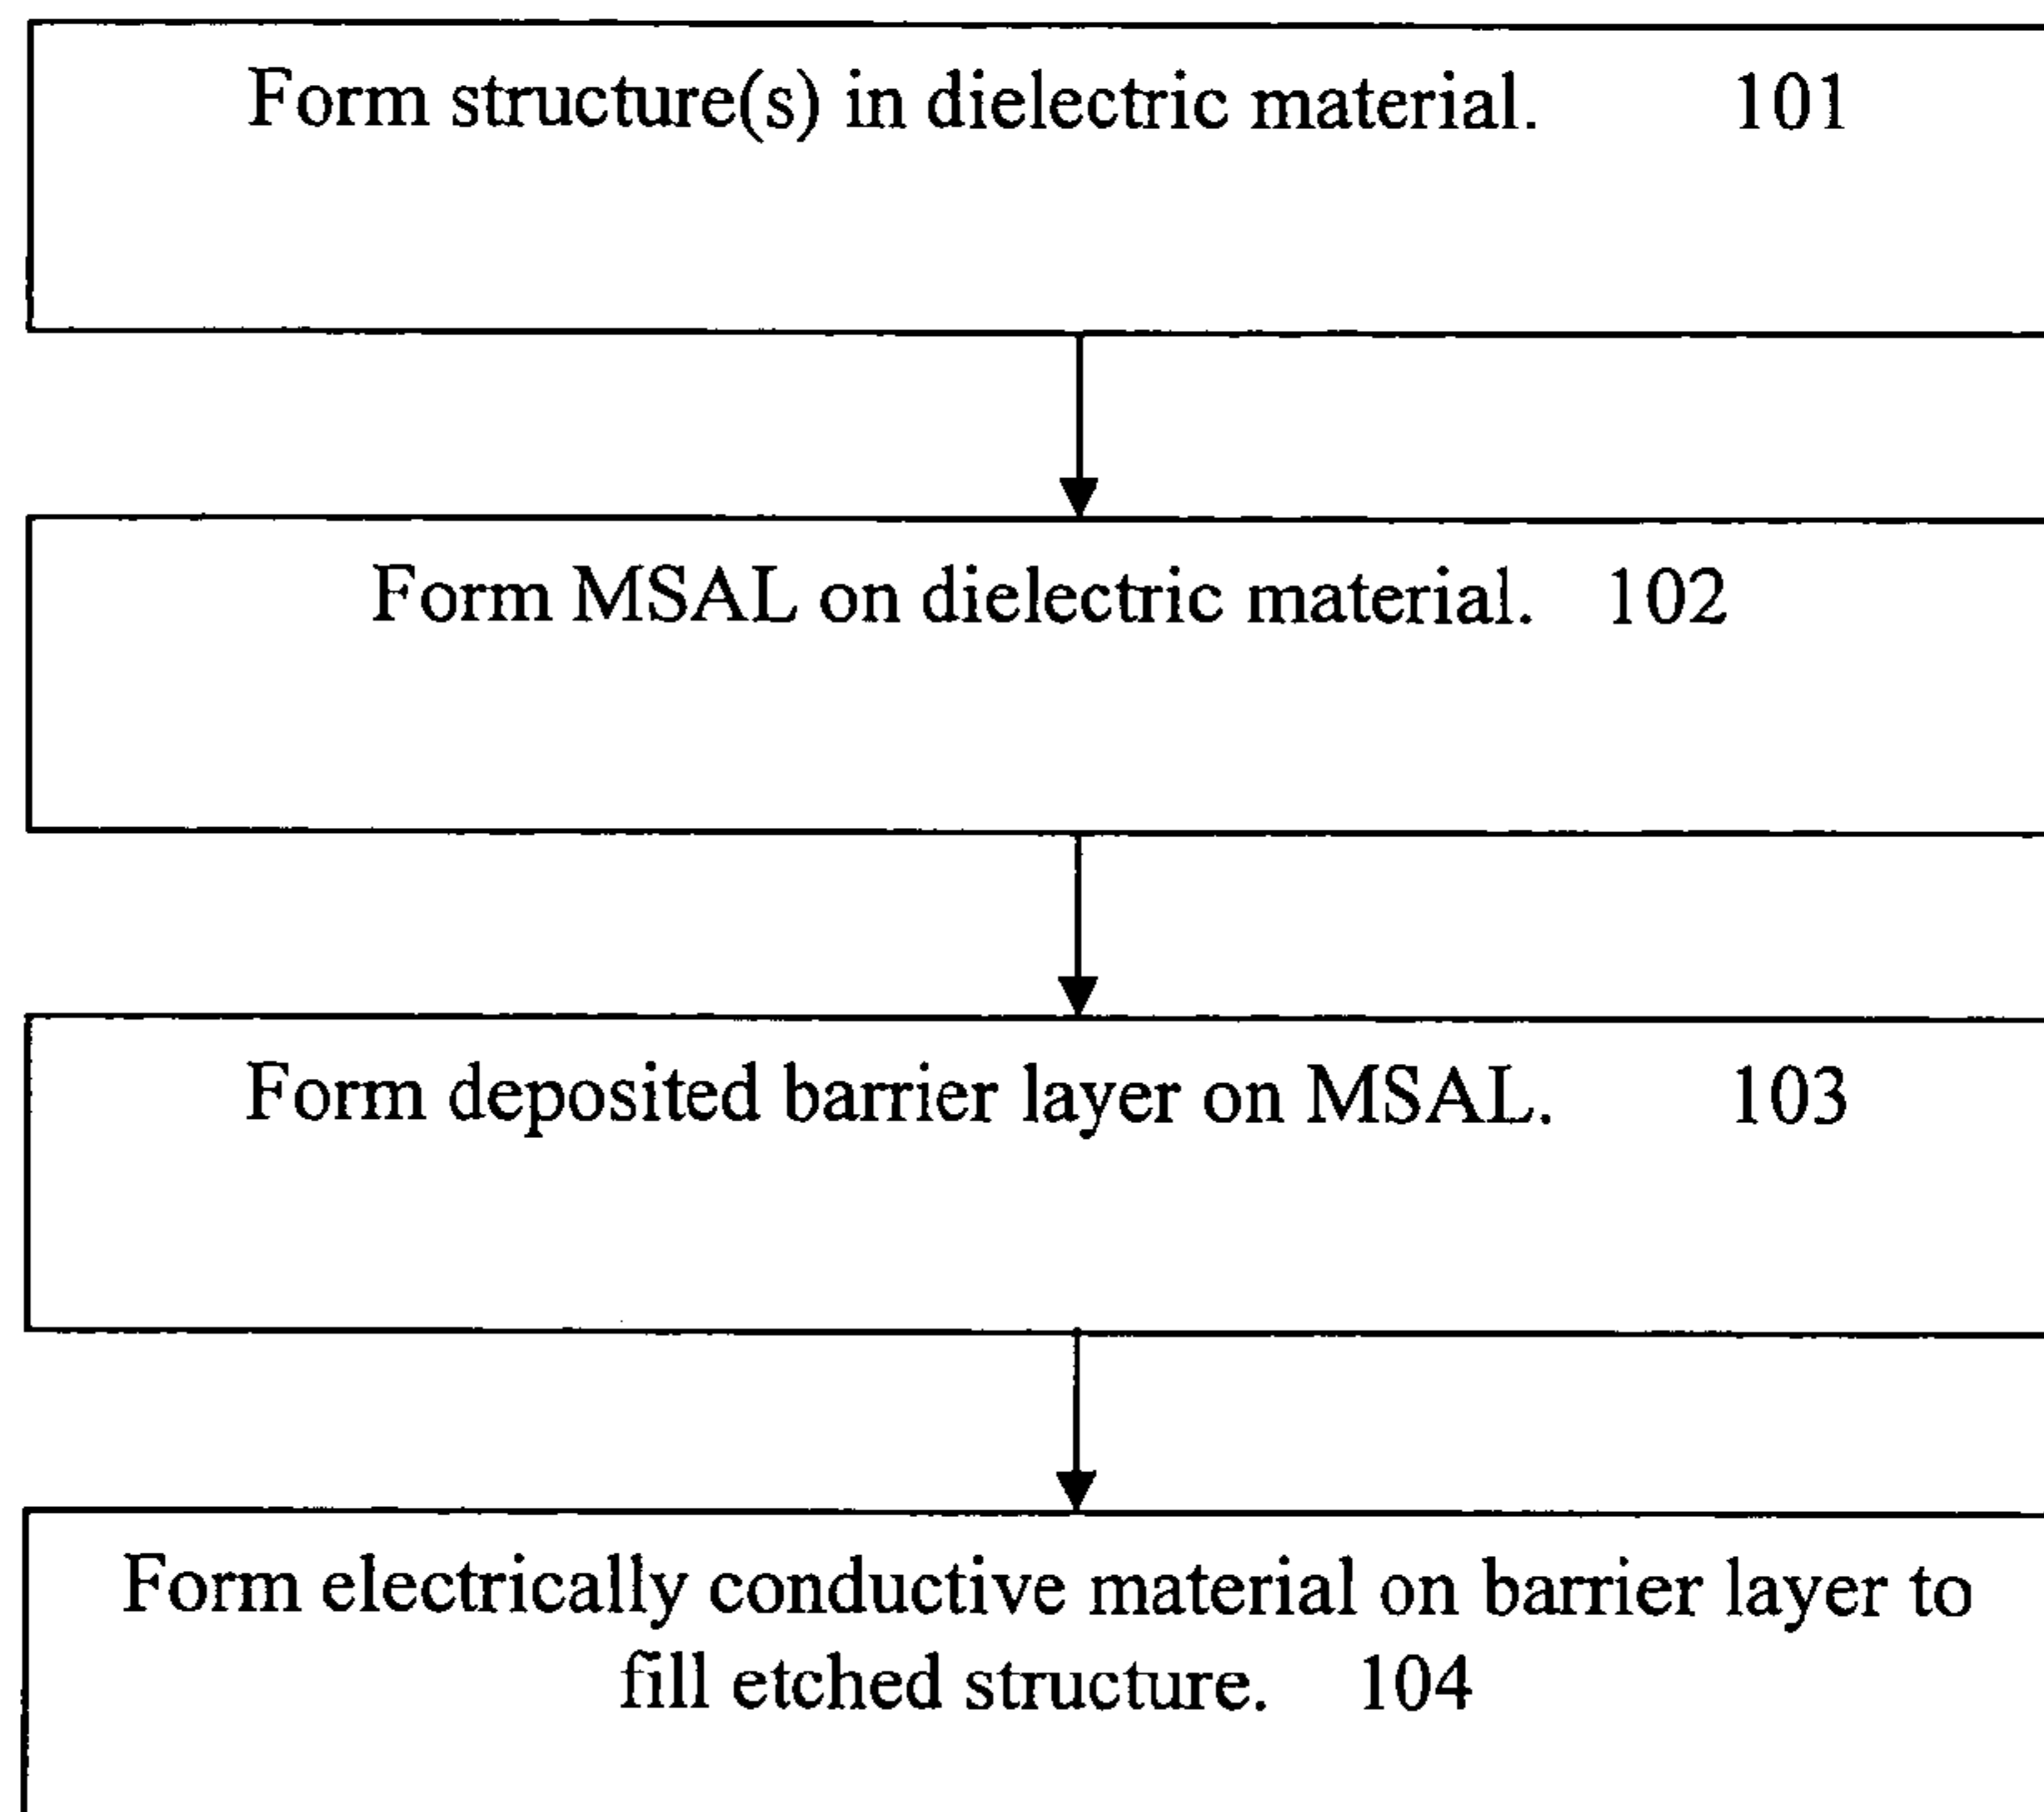 Form structure(s) in dielectric material. 101
Form MSAL on dielectric material. 102
Form deposited barrier layer on MSAL. 103
Form electrically conductive material on barrier layer to
fill etched structure. 104